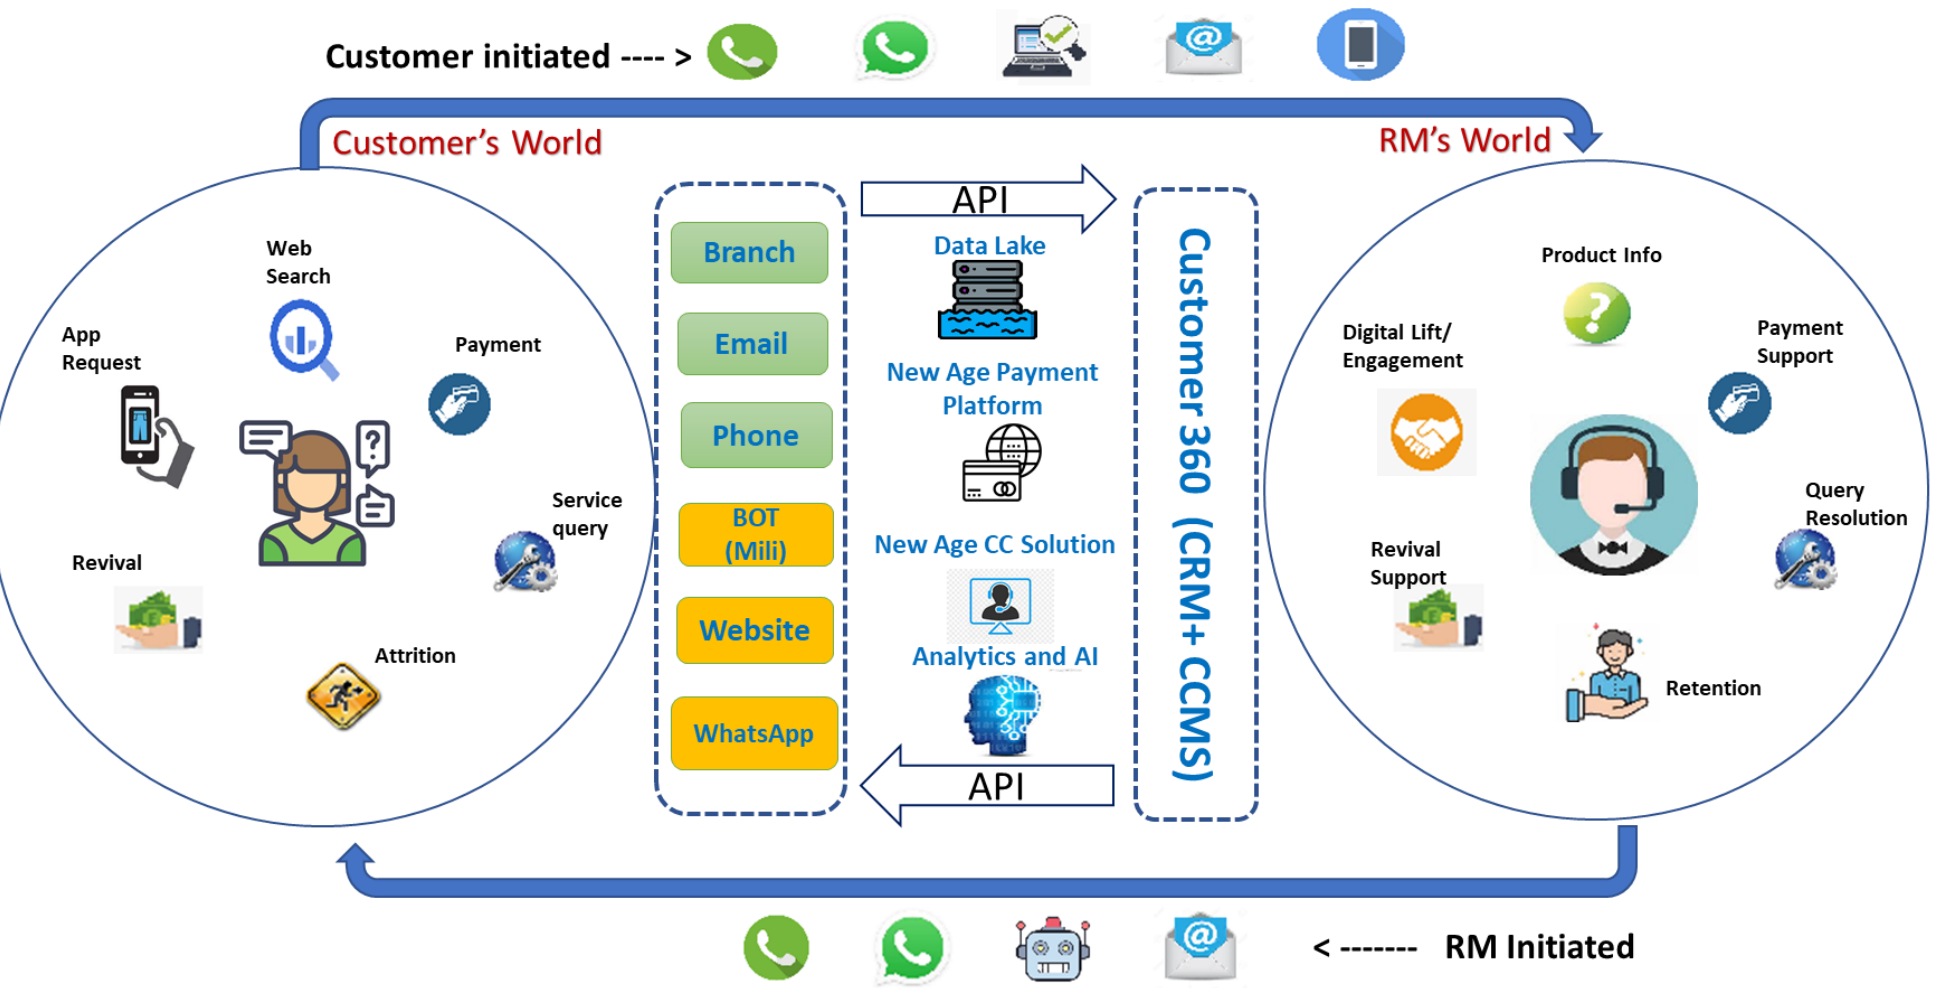 Customer initiated ---- >
Customer's World
RM's World
Web
Search
App
Request
Payment
Service
query
Revival
Attrition
Branch
Email
Phone
BOT
(Mili)
Website
WhatsApp
API
Data Lake
New Age Payment
Platform
New Age CC Solution
Analytics and AI
API
Customer 360 (CRM+ CCMS)
Product Info
Digital Lift/
Engagement
Payment
Support
Query
Resolution
Revival
Support
Retention
< ------- RM Initiated